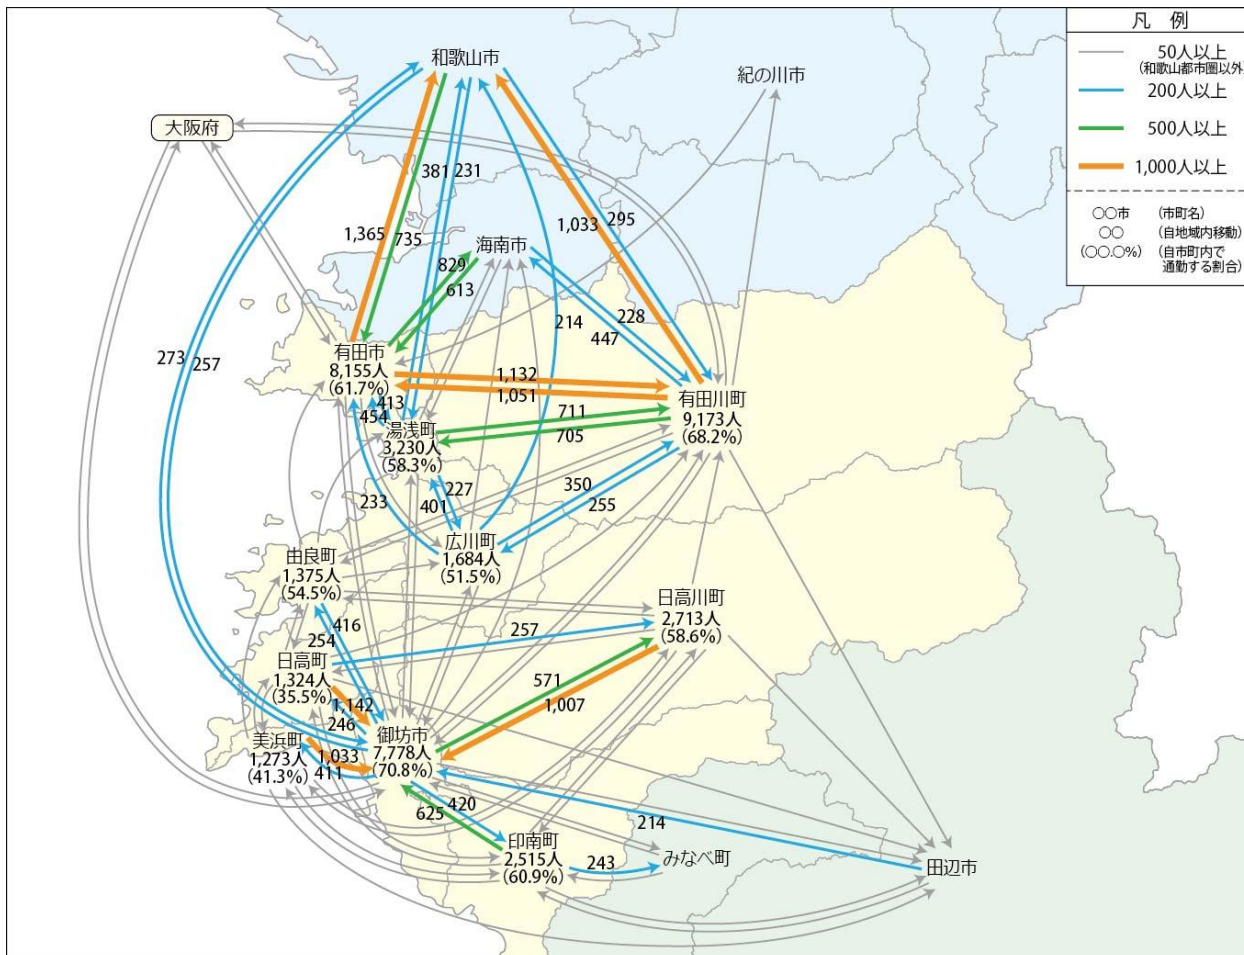 凡 例
50人以上
(和歌山都市圏以外)
200人以上
500人以上
1,000人以上
○○市 (市町名)
○○ (自地域内移動)
(○○.○%) (自市町内で
通勤する割合)
和歌山市
紀の川市
大阪府
381
231
1,365
735
1,033
295
海南市
829
613
214
228
447
273
257
有田市
8,155人
(61.7%)
1,132
1,051
413
454
有田川町
9,173人
(68.2%)
湯浅町
3,230人
(58.3%)
711
705
227
401
233
350
255
広川町
1,684人
(51.5%)
由良町
1,375人
(54.5%)
416
254
257
日高川町
2,713人
(58.6%)
日高町
1,324人
(35.5%)
1,142
246
571
1,007
美浜町
1,273人
(41.3%)
1,033
411
御坊市
7,778人
(70.8%)
420
625
214
印南町
2,515人
(60.9%)
243
みなべ町
田辺市